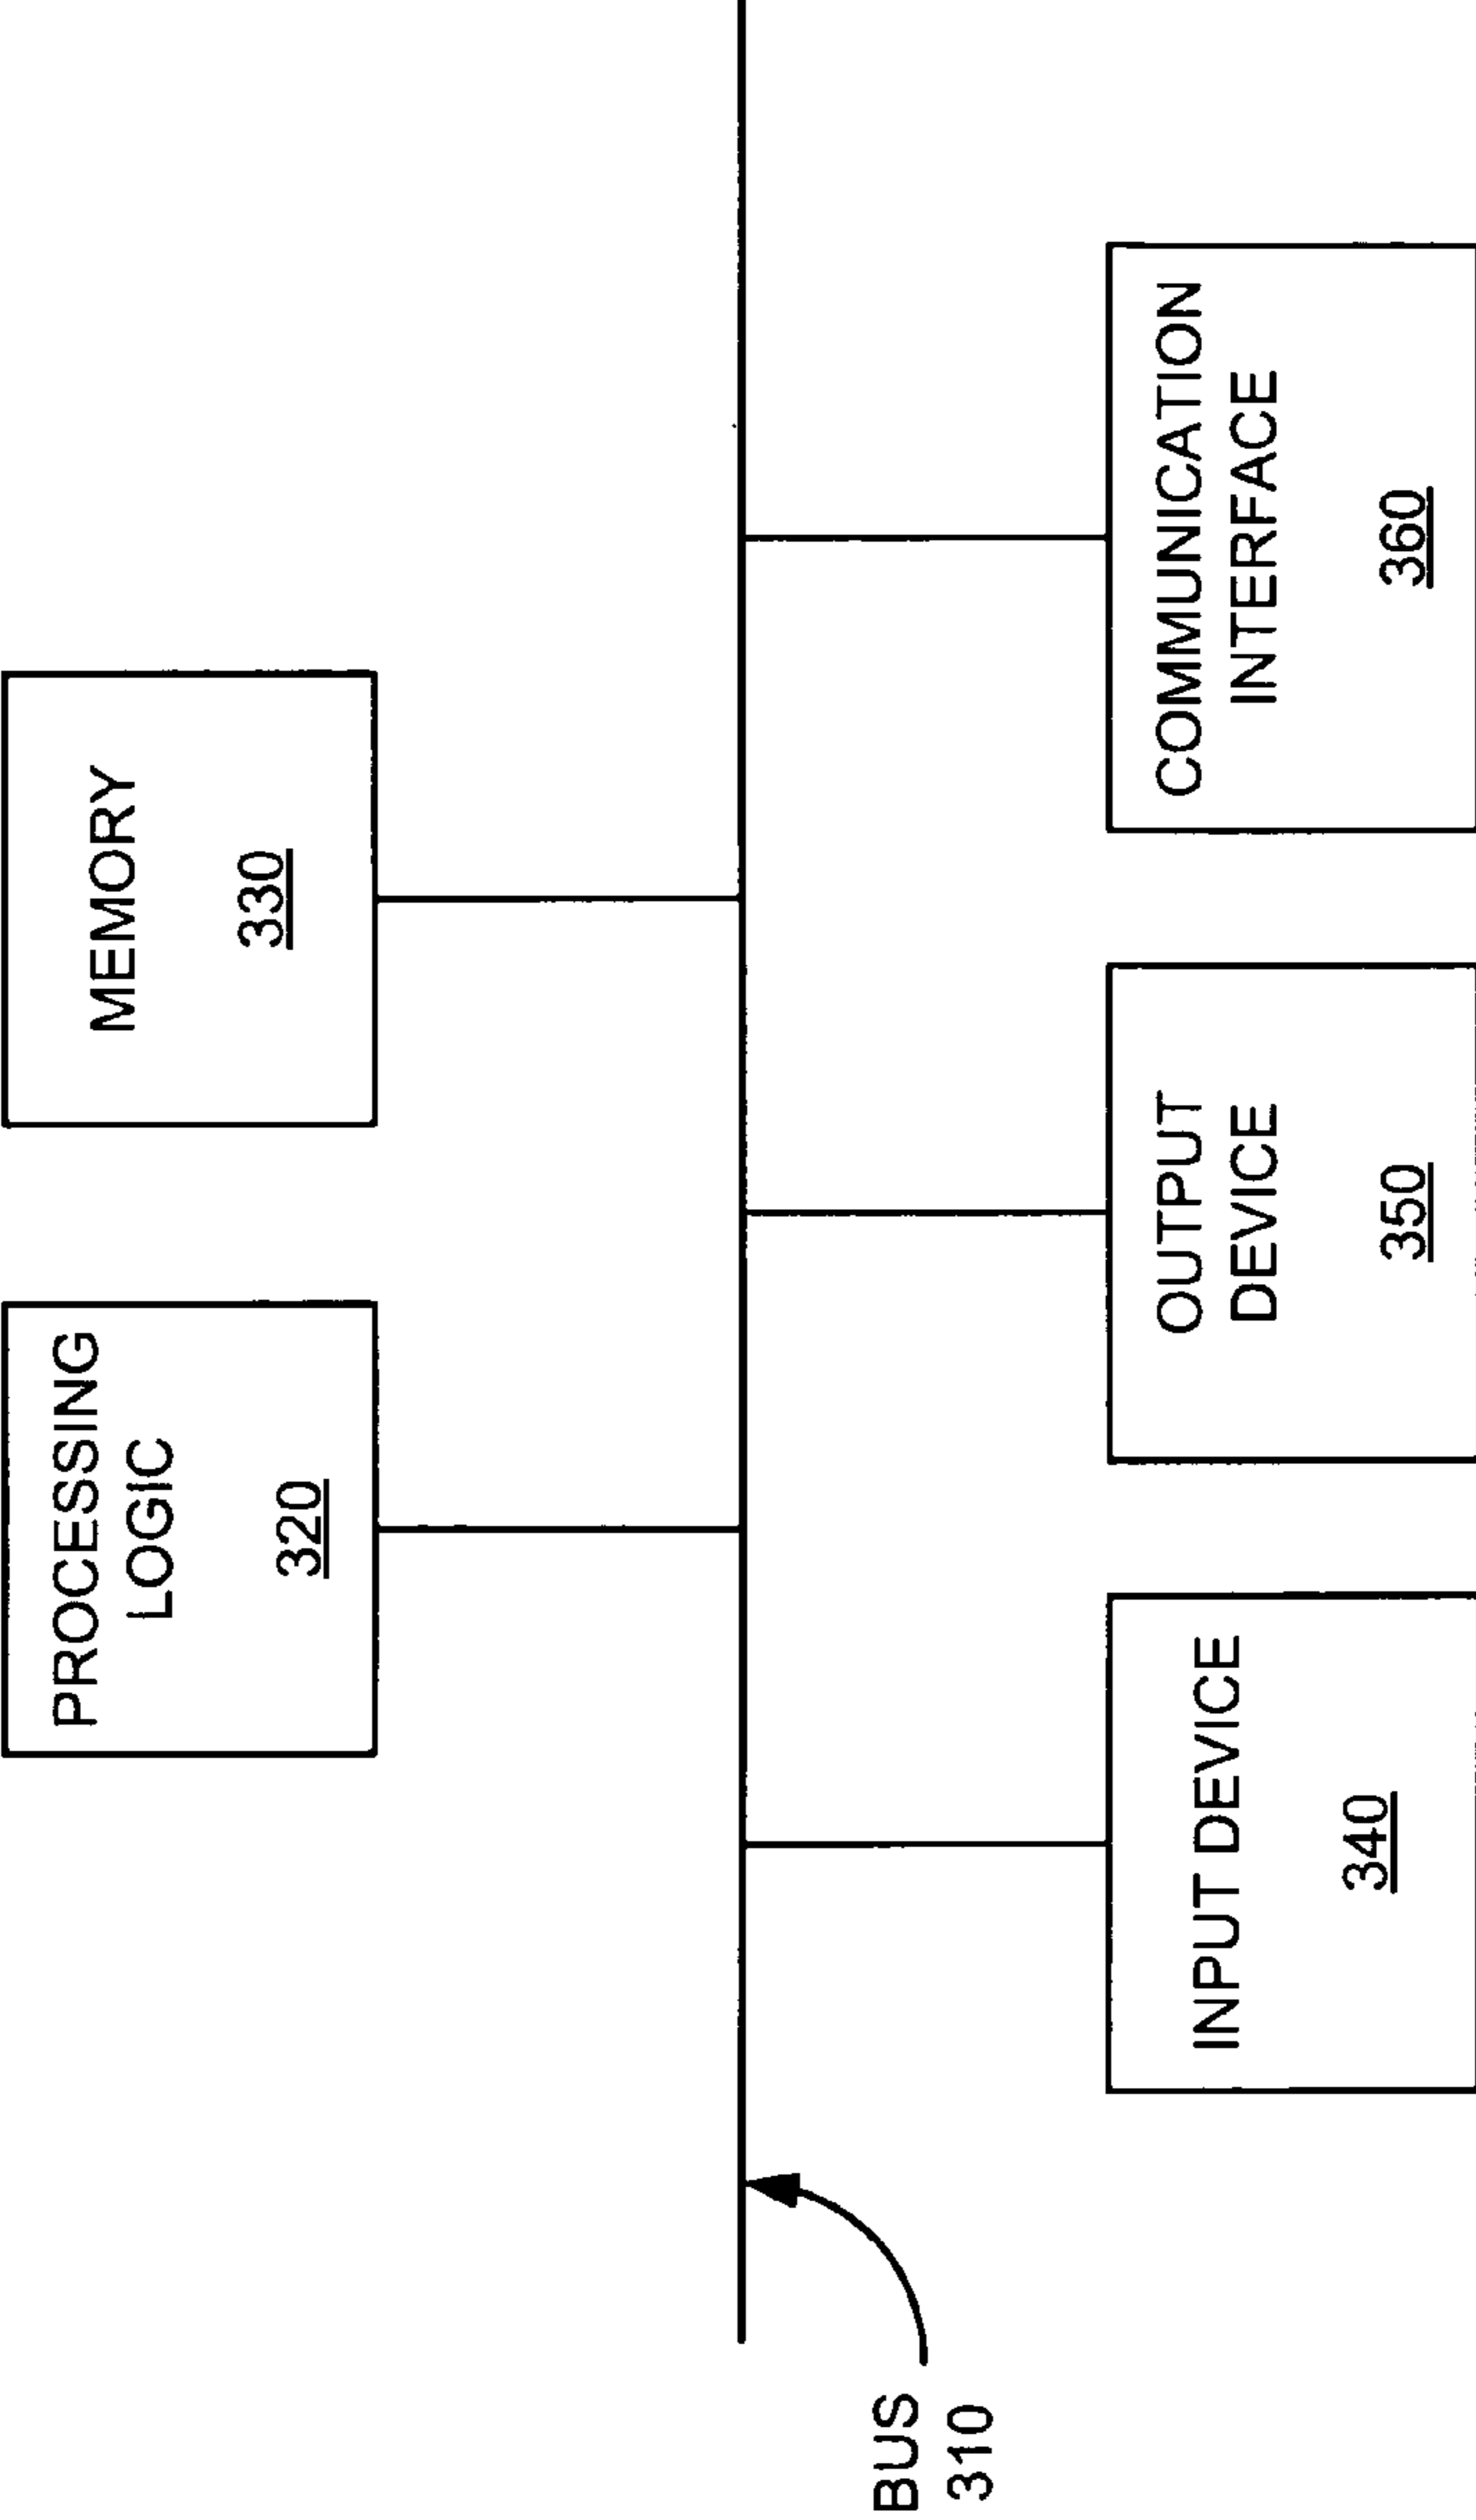 PROCESSING
LOGIC
320
MEMORY
330
BUS
310
INPUT DEVICE
340
OUTPUT
DEVICE
350
COMMUNICATION
INTERFACE
360